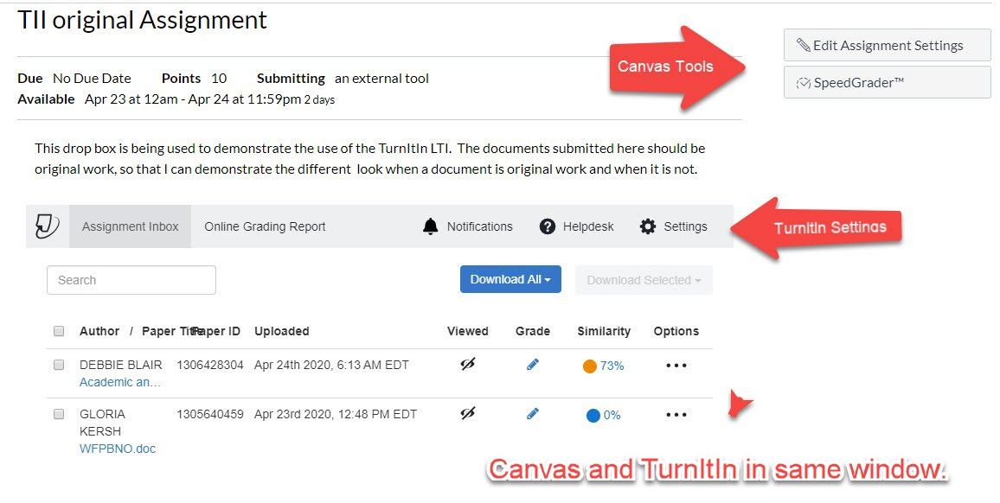 TII original Assignment
Canvas Tools
Edit Assignment Settings
SpeedGrader™
Due No Due Date Points 10 Submitting an external tool
Available Apr 23 at 12am - Apr 24 at 11:59pm 2 days
This drop box is being used to demonstrate the use of the TurnItIn LTI. The documents submitted here should be
original work, so that I can demonstrate the different look when a document is original work and when it is not.
Assignment Inbox Online Grading Report Notifications Helpdesk Settings
TurnItIn Settings
Search Download All Download Selected
Author / Paper Title Paper ID Uploaded Viewed Grade Similarity Options
DEBBIE BLAIR 1306428304 Apr 24th 2020, 6:13 AM EDT 73%
Academic an...
GLORIA 1305640459 Apr 23rd 2020, 12:48 PM EDT 0%
KERSH
WFPBNO.doc
Canvas and TurnItIn in same window.